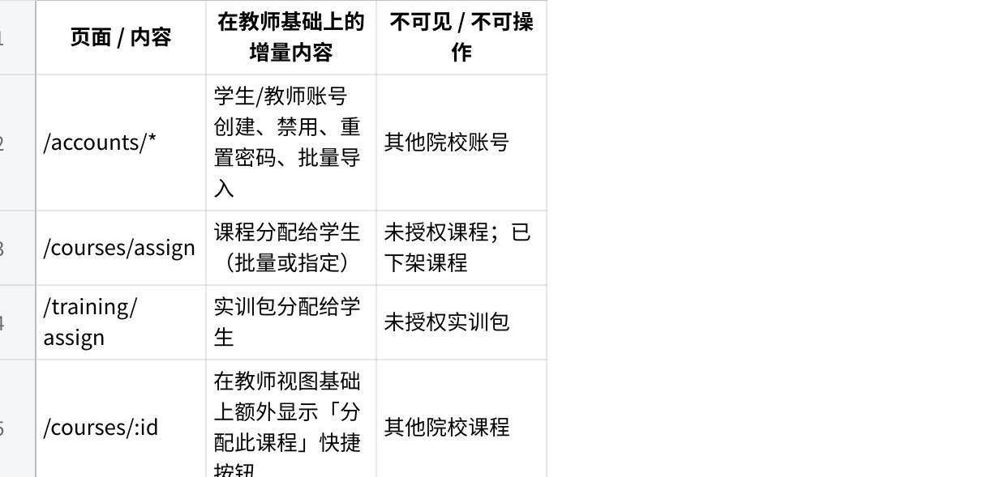 页面 / 内容
在教师基础上的
增量内容
不可见 / 不可操
作
/accounts/*
学生/教师账号
创建、禁用、重
置密码、批量导
入
其他院校账号
/courses/assign
课程分配给学生
（批量或指定）
未授权课程；已
下架课程
/training/
assign
实训包分配给学
生
未授权实训包
5
/courses/:id
在教师视图基础
上额外显示「分
配此课程」快捷
按钮
其他院校课程